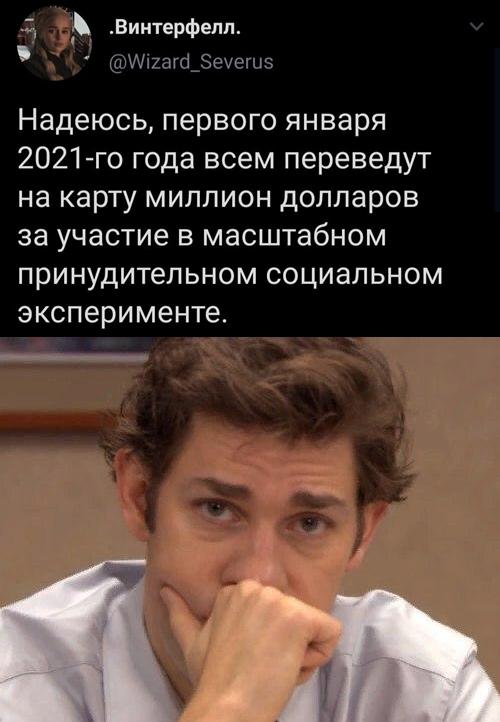 .Винтерфелл.
@Wizard_Severus
Надеюсь, первого января
2021-го года всем переведут
на карту миллион долларов
за участие в масштабном
принудительном социальном
эксперименте.